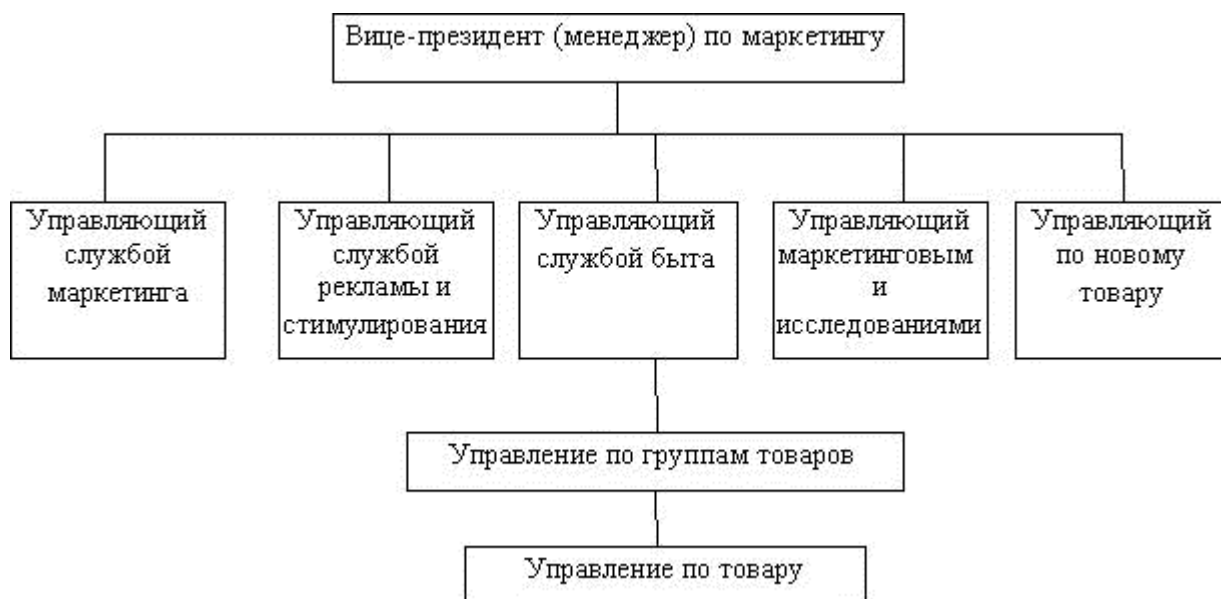 Вице-президент (менеджер) по маркетингу
Управляющий
службой
маркетинга
Управляющий
службой
рекламы и
стимулирования
Управляющий
службой быта
Управляющий
маркетинговым
и
исследованиями
Управляющий
по новому
товару
Управление по группам товаров
Управление по товару